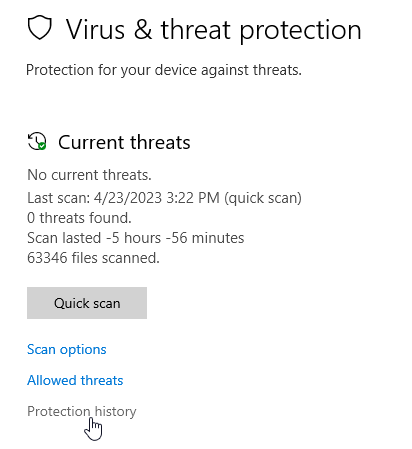 Virus & threat protection
Protection for your device against threats.
Current threats
No current threats.
Last scan: 4/23/2023 3:22 PM (quick scan)
0 threats found.
Scan lasted -5 hours -56 minutes
63346 files scanned.
Quick scan
Scan options
Allowed threats
Protection history